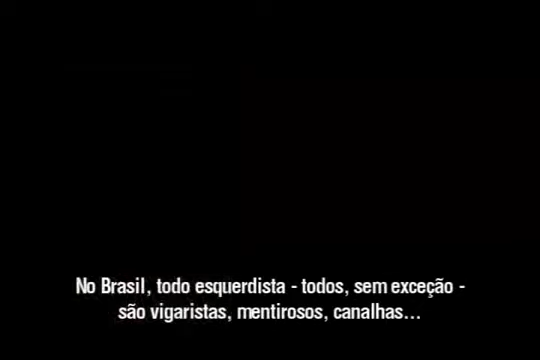 No Brasil, todo esquerdista - todos, sem exceção -
são vigaristas, mentirosos, canalhas...